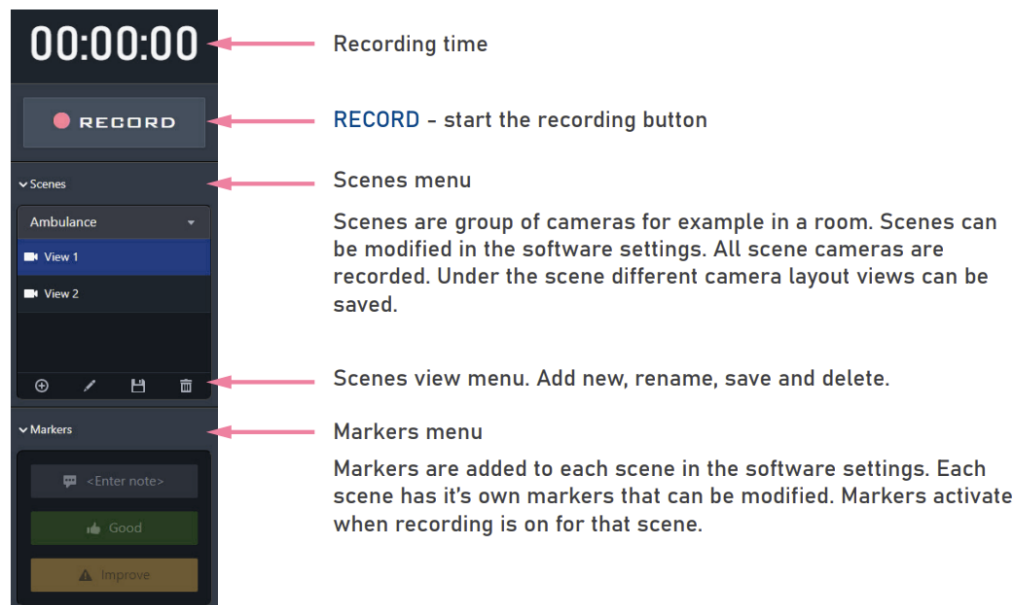 00:00:00
Recording time
RECORD
RECORD - start the recording button
Scenes
Scenes menu
Ambulance
Scenes are group of cameras for example in a room. Scenes can
be modified in the software settings. All scene cameras are
recorded. Under the scene different camera layout views can be
saved.
View 1
View 2
Scenes view menu. Add new, rename, save and delete.
Markers
Markers menu
Markers are added to each scene in the software settings. Each
scene has it's own markers that can be modified. Markers activate
when recording is on for that scene.
<Enter note>
Good
Improve